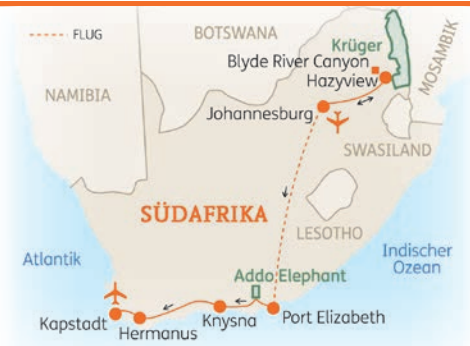 FLUG
BOTSWANA
Krüger
Blyde River Canyon
Hazyview
MOSAMBIK
NAMIBIA
Johannesburg
SWASILAND
SÜDAFRIKA
LESOTHO
Atlantik
Indischer
Ozean
Addo Elephant
Kapstadt
Hermanus
Knysna
Port Elizabeth